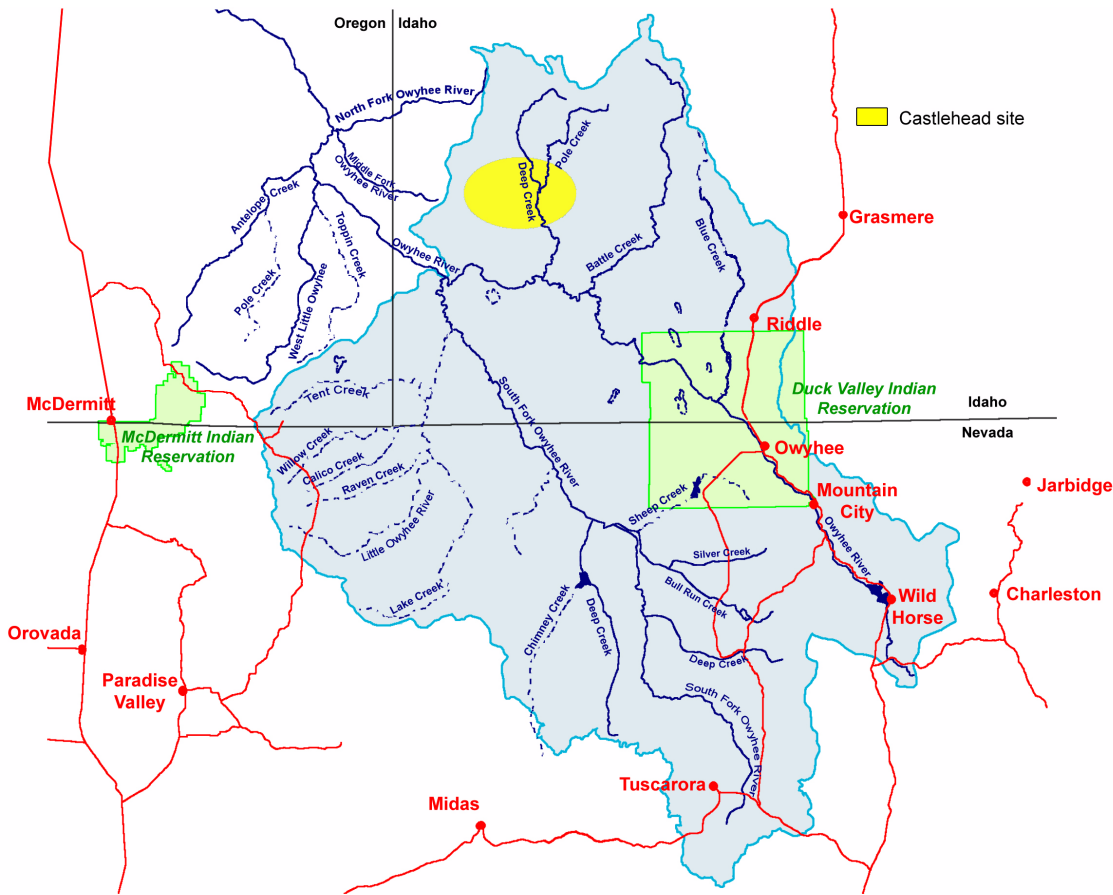 Oregon
Idaho
North Fork Owyhee River
Castlehead site
Pole Creek
Middle Fork
Owyhee River
Deep Creek
Antelope Creek
Grasmere
Toppin Creek
Owyhee River
Battle Creek
Blue Creek
Pole Creek
West Little Owyhee
Riddle
Duck Valley Indian
Reservation
Tent Creek
South Fork Owyhee River
McDermitt
Idaho
McDermitt Indian
Reservation
Nevada
Willow Creek
Owyhee
Calico Creek
Raven Creek
Jarbidge
Mountain
City
Sheep Creek
Little Owyhee River
Owyhee River
Silver Creek
Bull Run Creek
Lake Creek
Wild
Horse
Charleston
Chimney Creek
Deep Creek
Orovada
Deep Creek
Paradise
Valley
South Fork Owyhee River
Tuscarora
Midas